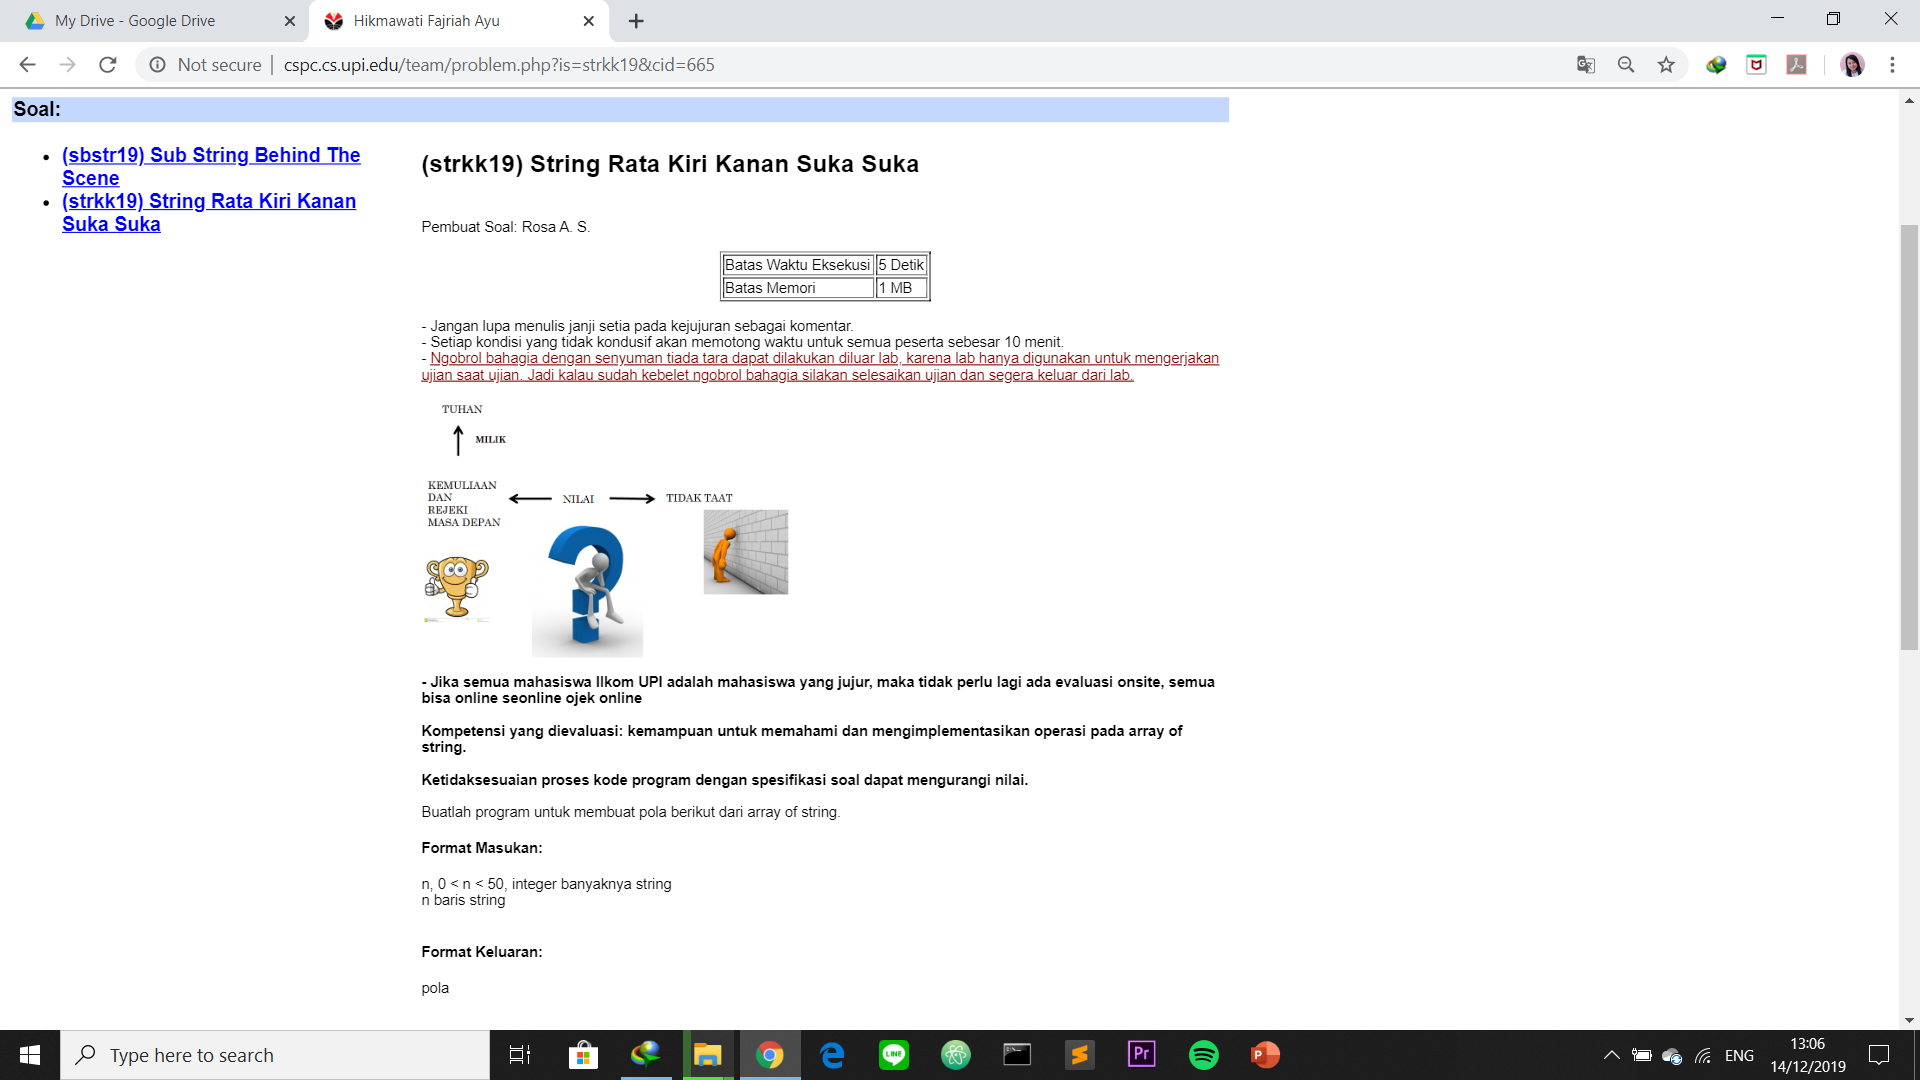 My Drive - Google Drive
Hikmawati Fajriah Ayu
Not secure | cspc.cs.upi.edu/team/problem.php?is=strkk19&cid=665
Soal:
(sbstr19) Sub String Behind The
Scene
(strkk19) String Rata Kiri Kanan
Suka Suka
(strkk19) String Rata Kiri Kanan Suka Suka
Pembuat Soal: Rosa A. S.
Batas Waktu Eksekusi 5 Detik
Batas Memori 1 MB
- Jangan lupa menulis janji setia pada kejujuran sebagai komentar.
- Setiap kondisi yang tidak kondusif akan memotong waktu untuk semua peserta sebesar 10 menit.
- Ngobrol bahagia dengan senyuman tiada tara dapat dilakukan diluar lab, karena lab hanya digunakan untuk mengerjakan
ujian saat ujian. Jadi kalau sudah kebelet ngobrol bahagia silakan selesaikan ujian dan segera keluar dari lab.
TUHAN
MILIK
KEMULIAAN
DAN
REJEKI
MASA DEPAN
NILAI
TIDAK TAAT
- Jika semua mahasiswa Ilkom UPI adalah mahasiswa yang jujur, maka tidak perlu lagi ada evaluasi onsite, semua
bisa online seonline ojek online
Kompetensi yang dievaluasi: kemampuan untuk memahami dan mengimplementasikan operasi pada array of
string.
Ketidaksesuaian proses kode program dengan spesifikasi soal dapat mengurangi nilai.
Buatlah program untuk membuat pola berikut dari array of string.
Format Masukan:
n, 0 < n < 50, integer banyaknya string
n baris string
Format Keluaran:
pola
Type here to search
LINE
Pr
ENG
13:06
14/12/2019